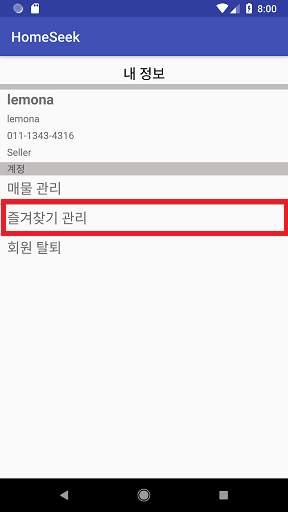 8:00
HomeSeek
내 정보
lemona
lemona
011-1343-4316
Seller
계정
매물 관리
즐겨찾기 관리
회원 탈퇴